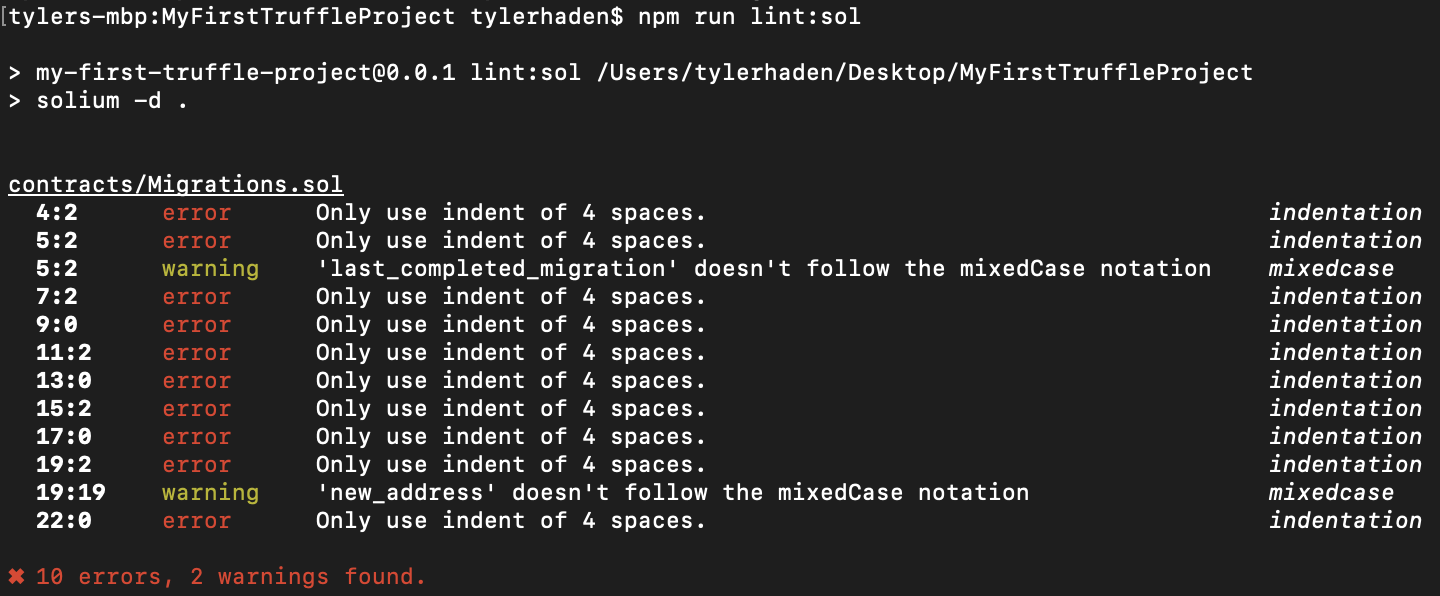 [tylers-mbp:MyFirstTruffleProject tylerhaden$ npm run lint:sol
> my-first-truffle-project@0.0.1 lint:sol /Users/tylerhaden/Desktop/MyFirstTruffleProject
> solium -d .
contracts/Migrations.sol
4:2 error Only use indent of 4 spaces. indentation
5:2 error Only use indent of 4 spaces. indentation
5:2 warning 'last_completed_migration' doesn't follow the mixedCase notation mixedcase
7:2 error Only use indent of 4 spaces. indentation
9:0 error Only use indent of 4 spaces. indentation
11:2 error Only use indent of 4 spaces. indentation
13:0 error Only use indent of 4 spaces. indentation
15:2 error Only use indent of 4 spaces. indentation
17:0 error Only use indent of 4 spaces. indentation
19:2 error Only use indent of 4 spaces. indentation
19:19 warning 'new_address' doesn't follow the mixedCase notation mixedcase
22:0 error Only use indent of 4 spaces. indentation
✖ 10 errors, 2 warnings found.